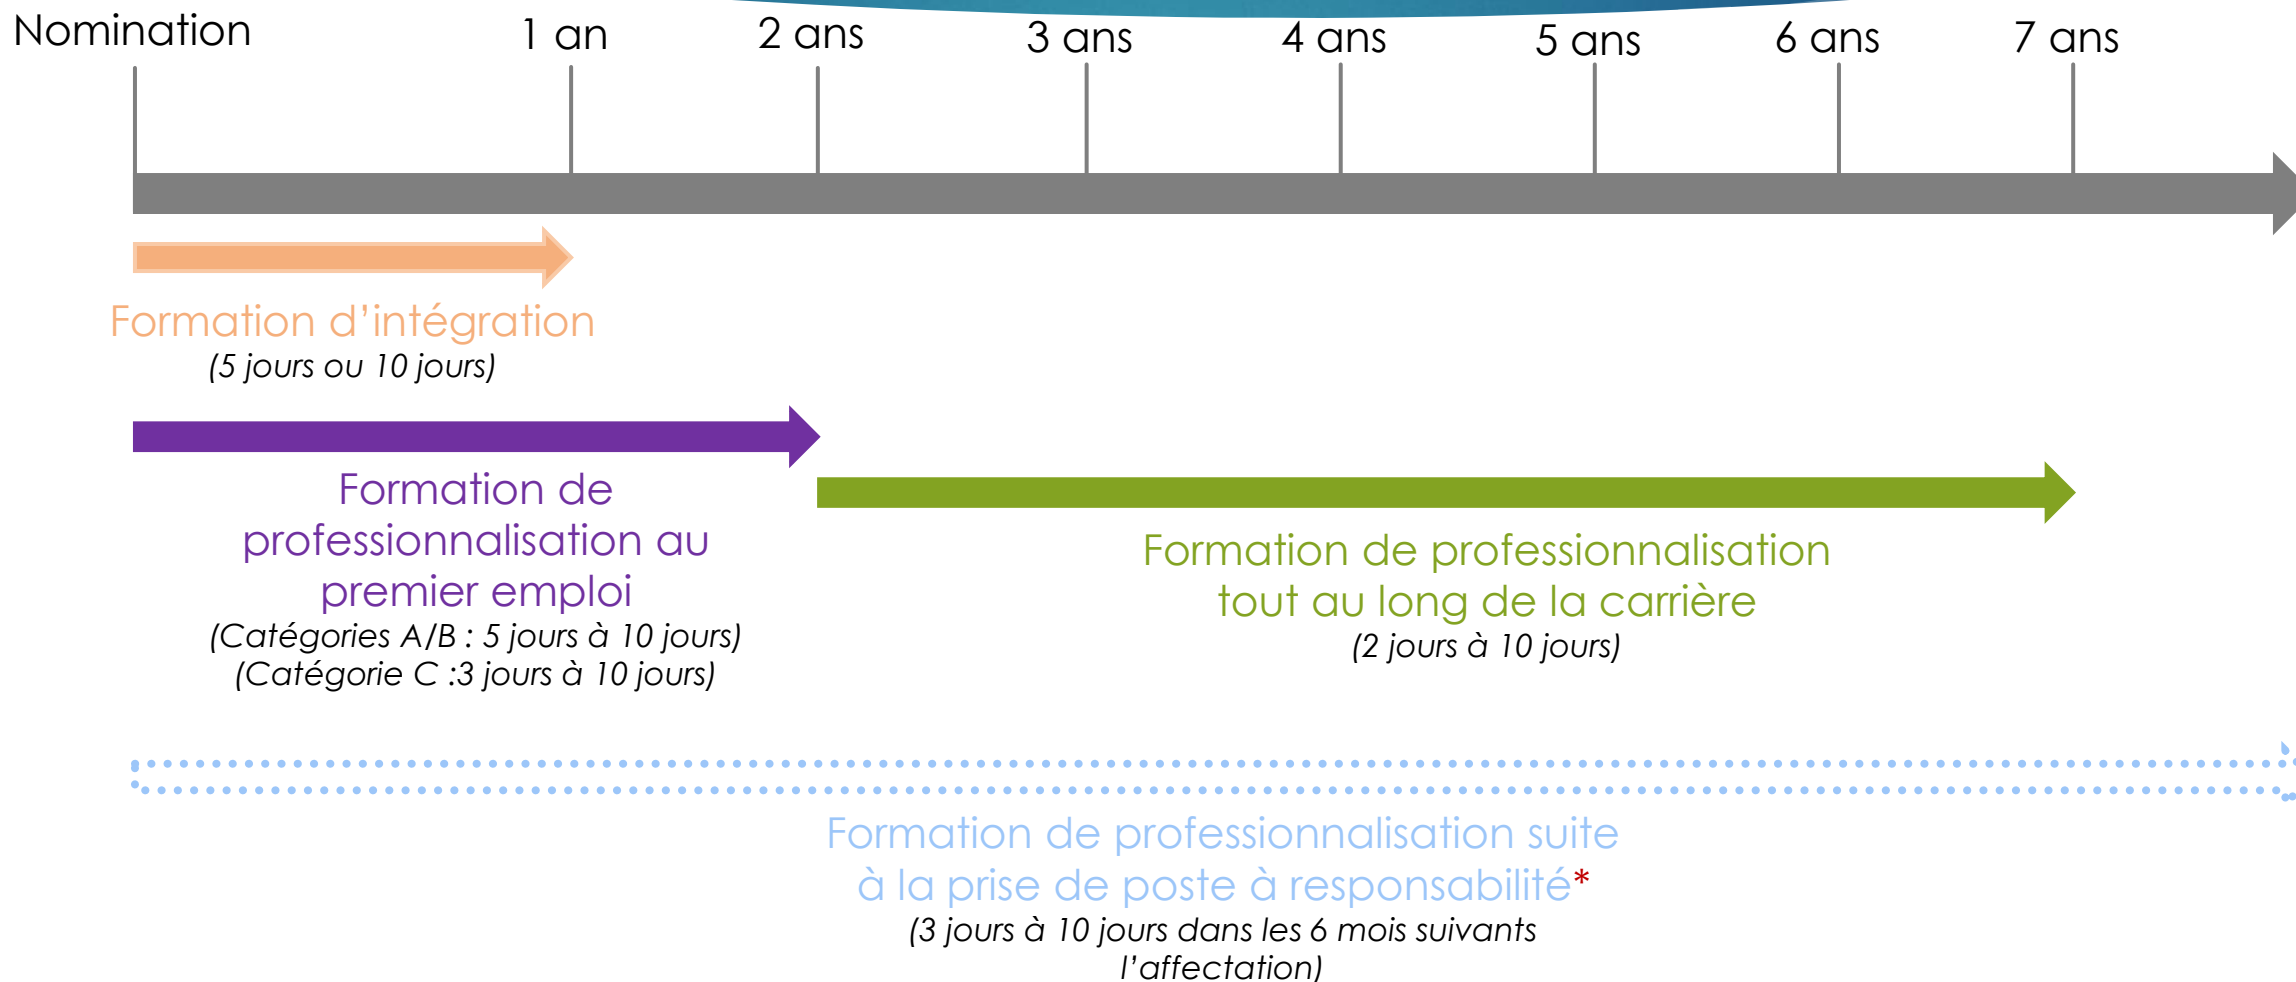 Nomination
1 an
2 ans
3 ans
4 ans
5 ans
6 ans
7 ans
Formation d’intégration
(5 jours ou 10 jours)
Formation de
professionnalisation au
premier emploi
(Catégories A/B : 5 jours à 10 jours)
(Catégorie C :3 jours à 10 jours)
Formation de professionnalisation
tout au long de la carrière
(2 jours à 10 jours)
Formation de professionnalisation suite
à la prise de poste à responsabilité*
(3 jours à 10 jours dans les 6 mois suivants
l’affectation)